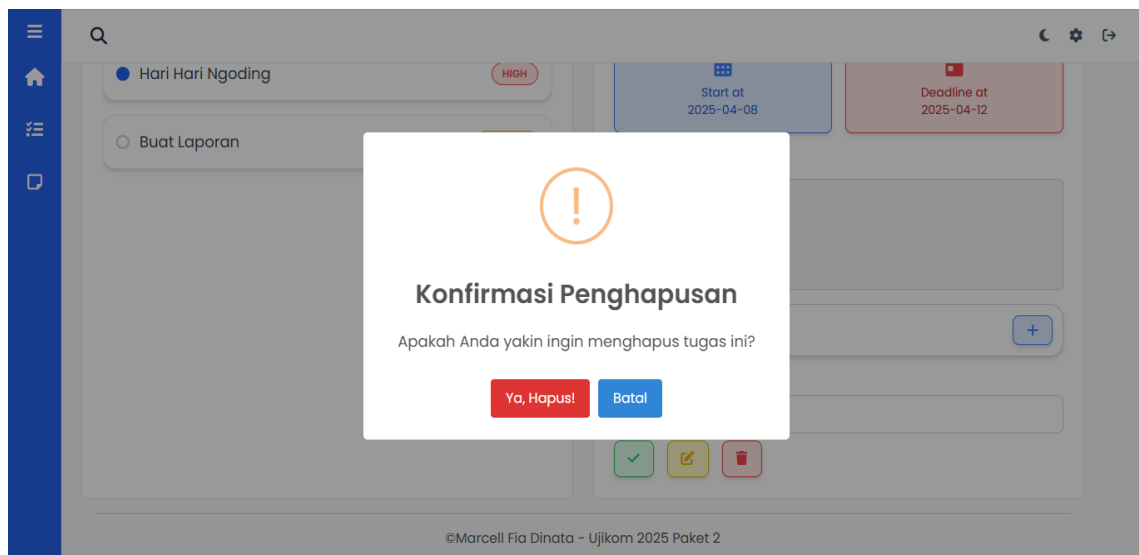 Hari Hari Ngoding
HIGH
Start at
2025-04-08
Deadline at
2025-04-12
Buat Laporan
Konfirmasi Penghapusan
Apakah Anda yakin ingin menghapus tugas ini?
Ya, Hapus!
Batal
©Marcell Fia Dinata - Ujikom 2025 Paket 2